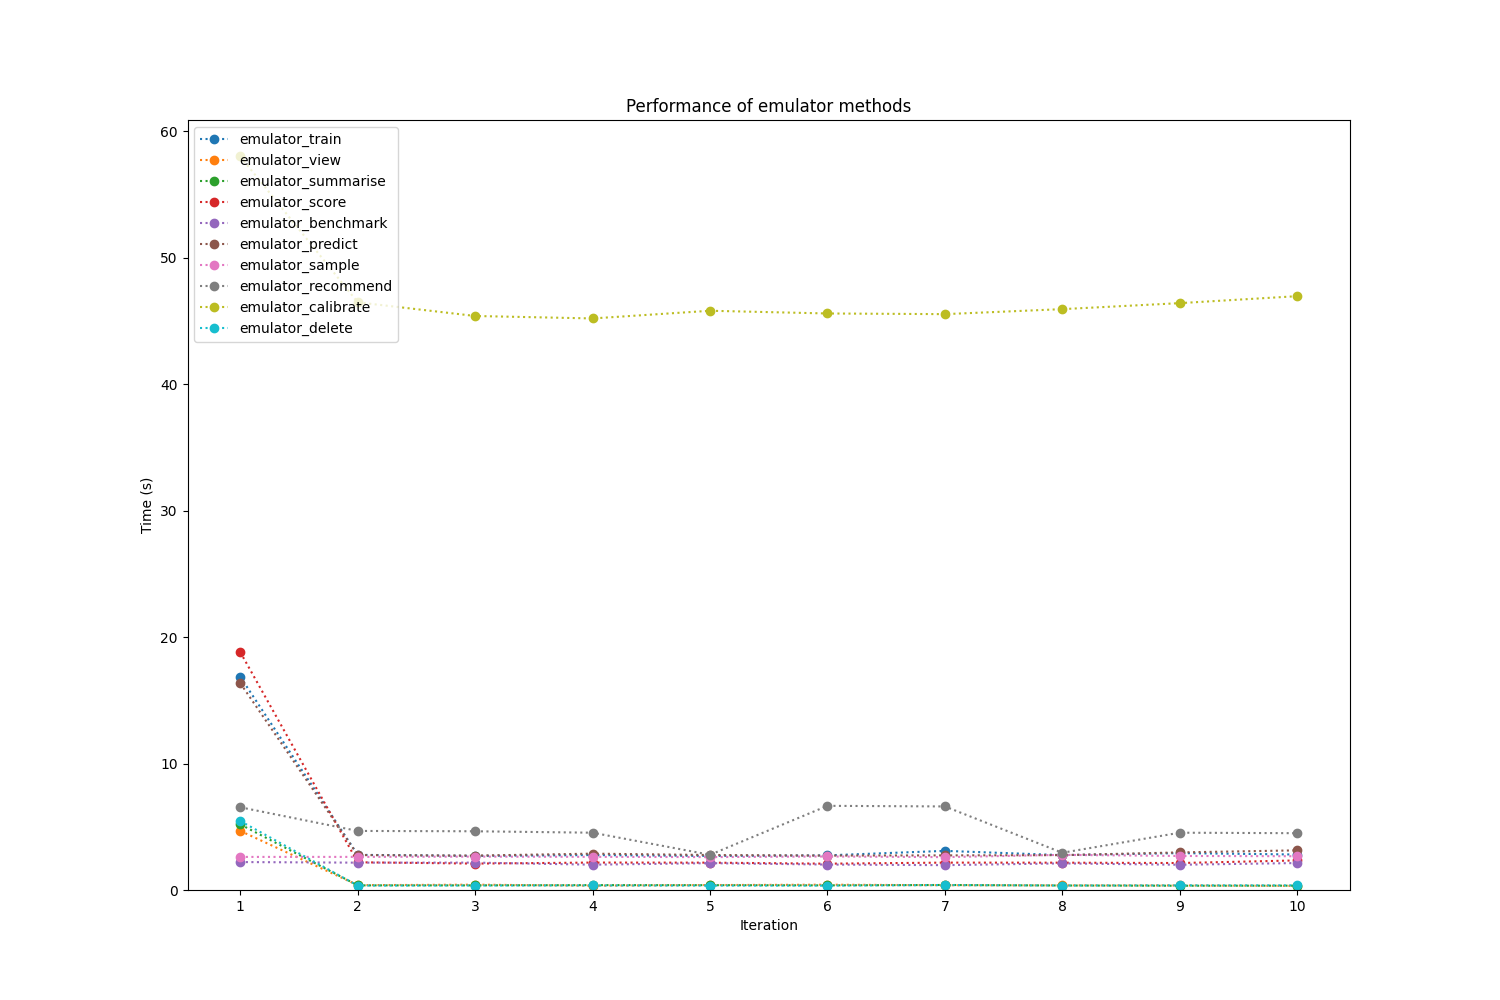 Performance of emulator methods
60
50
40
30
20
10
0
Time (s)
emulator_train
emulator_view
emulator_summarise
emulator_score
emulator_benchmark
emulator_predict
emulator_sample
emulator_recommend
emulator_calibrate
emulator_delete
1 2 3 4 5 6 7 8 9 10
Iteration